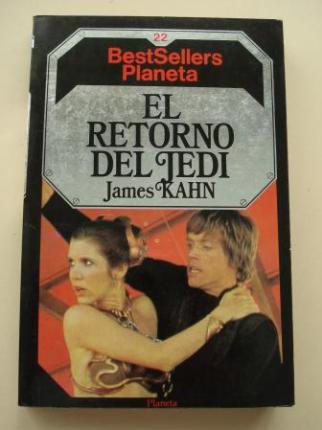 22
BestSellers
Planeta
EL
RETORNO
DEL JEDI
James KAHN
Planeta